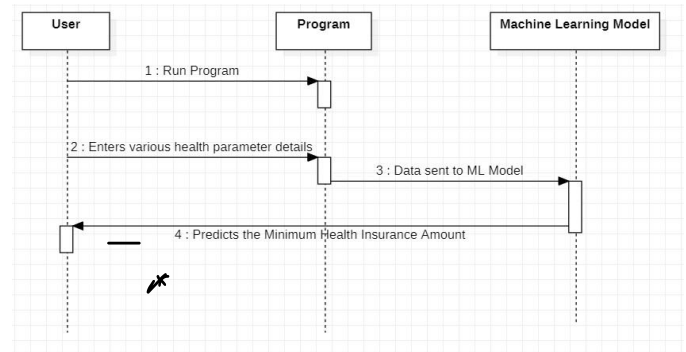 User
Program
Machine Learning Model
1 : Run Program
2 : Enters various health parameter details
3 : Data sent to ML Model
4 : Predicts the Minimum Health Insurance Amount